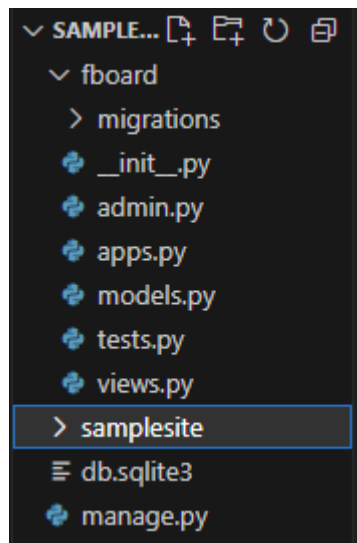 SAMPLE...
fboard
migrations
__init__.py
admin.py
apps.py
models.py
tests.py
views.py
samplesite
db.sqlite3
manage.py